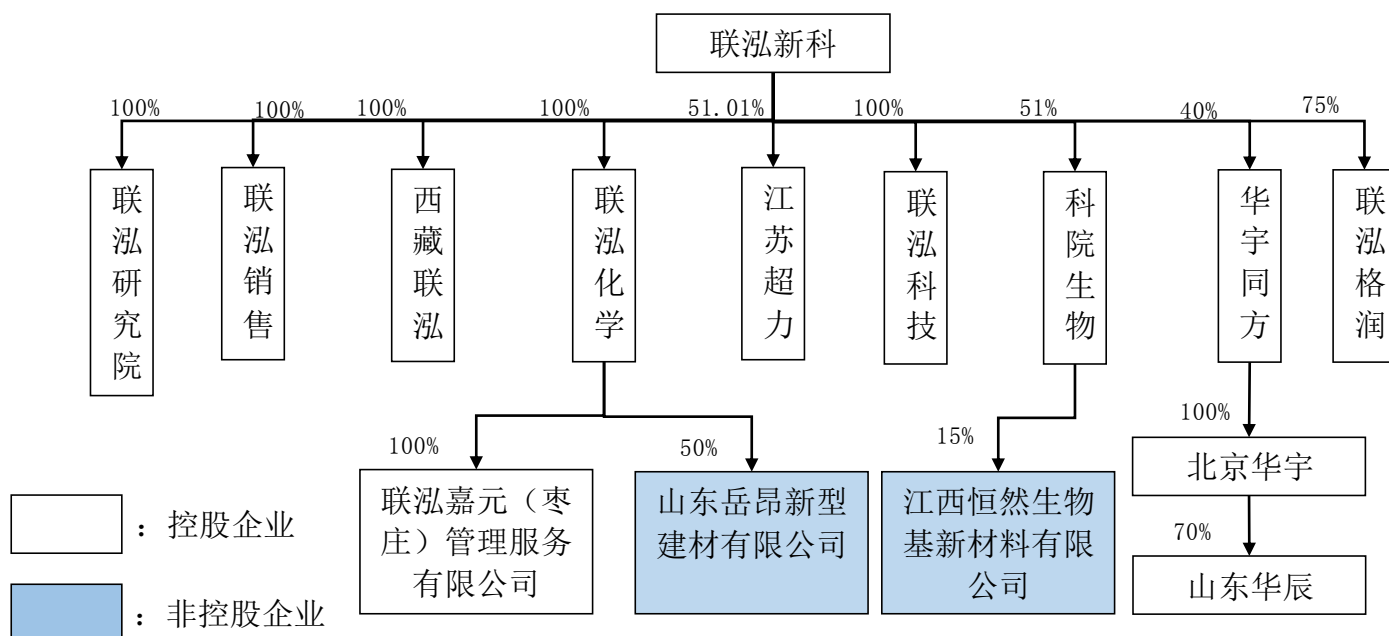 联泓新科
100%
100%
100%
100%
51.01%
100%
51%
40%
75%
联泓研究院
联泓销售
西藏联泓
联泓化学
江苏超力
联泓科技
科院生物
华宇同方
联泓格润
100%
50%
15%
100%
联泓嘉元（枣
庄）管理服务
有限公司
山东岳昂新型
建材有限公司
江西恒然生物
基新材料有限
公司
北京华宇
70%
山东华辰
：控股企业
：非控股企业